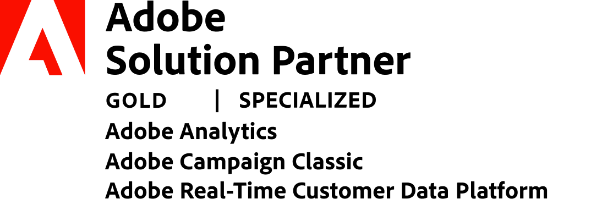 Adobe
Solution Partner
GOLD | SPECIALIZED
Adobe Analytics
Adobe Campaign Classic
Adobe Real-Time Customer Data Platform